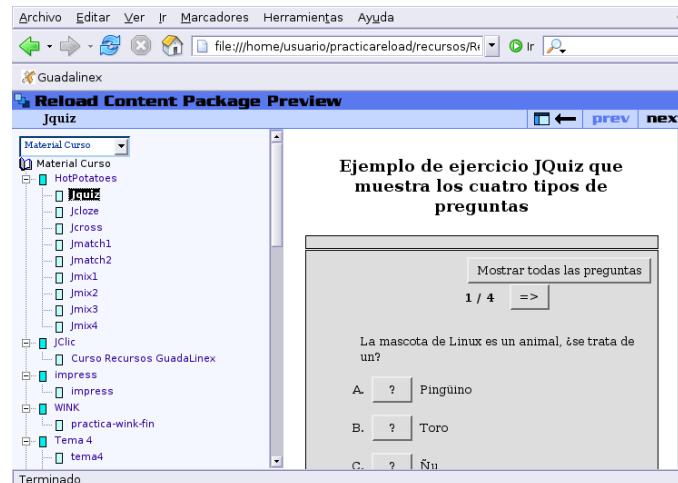 Archivo Editar Ver Ir Marcadores Herramientas Ayuda
file:///home/usuario/practicareload/recursos/Re Ir
Guadalinex
Reload Content Package Preview
Jquiz
prev nex
Material Curso
Material Curso
HotPotatoes
Jquiz
Jcloze
Jcross
Jmatch1
Jmatch2
Jmix1
Jmix2
Jmix3
Jmix4
JClic
Curso Recursos GuadaLinex
impress
impress
WINK
practica-wink-fin
Tema 4
tema4
Ejemplo de ejercicio JQuiz que
muestra los cuatro tipos de
preguntas
Mostrar todas las preguntas
1 / 4 =>
La mascota de Linux es un animal, ¿se trata de
un?
A. ? Pingüino
B. ? Toro
C. ? Ñu
Terminado